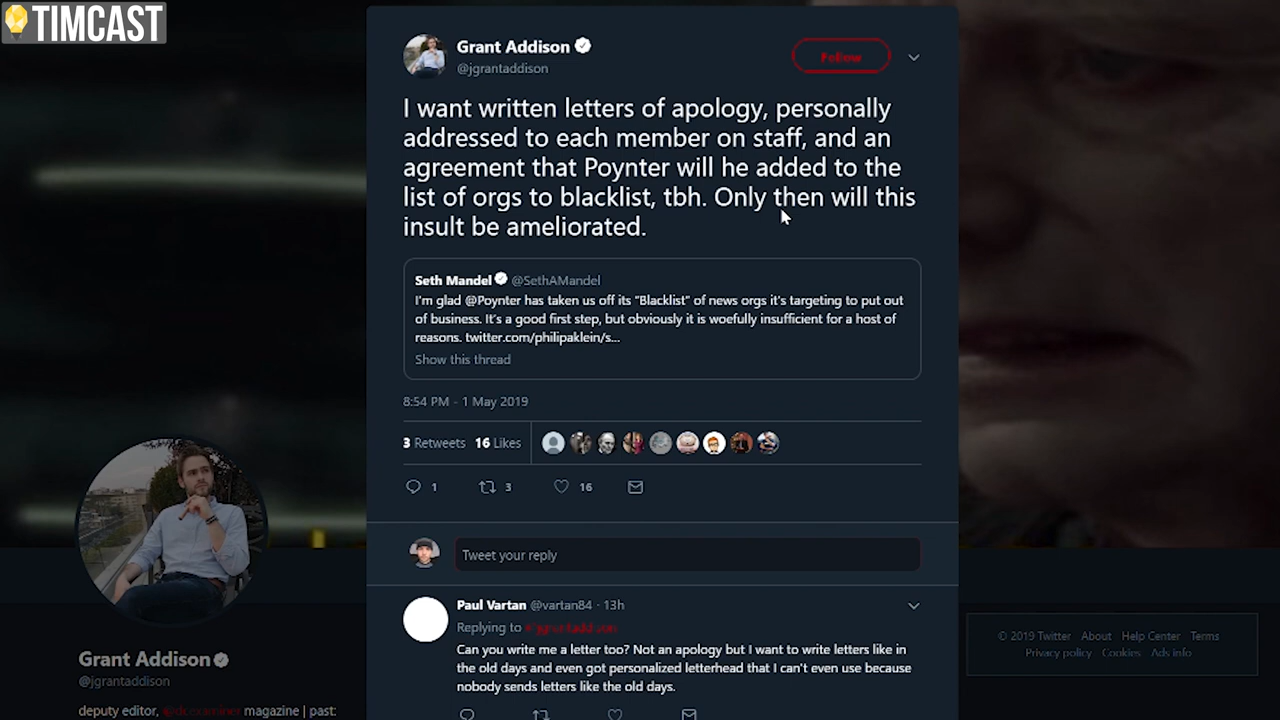 TIMCAST
Grant Addison
@jgrantaddison
Follow
I want written letters of apology, personally
addressed to each member on staff, and an
agreement that Poynter will he added to the
list of orgs to blacklist, tbh. Only then will this
insult be ameliorated.
Seth Mandel @SethAMandel
I'm glad @Poynter has taken us off its "Blacklist" of news orgs it's targeting to put out
of business. It's a good first step, but obviously it is woefully insufficient for a host of
reasons. twitter.com/philipaklein/s...
Show this thread
8:54 PM - 1 May 2019
3 Retweets 16 Likes
1 3 16
Tweet your reply
Paul Vartan @vartan84 · 13h
Replying to @jgrantaddison
Can you write me a letter too? Not an apology but I want to write letters like in
the old days and even got personalized letterhead that I can't even use because
nobody sends letters like the old days.
Grant Addison
@jgrantaddison
deputy editor, @dcexaminer magazine | past:
© 2019 Twitter About Help Center Terms
Privacy policy Cookies Ads info